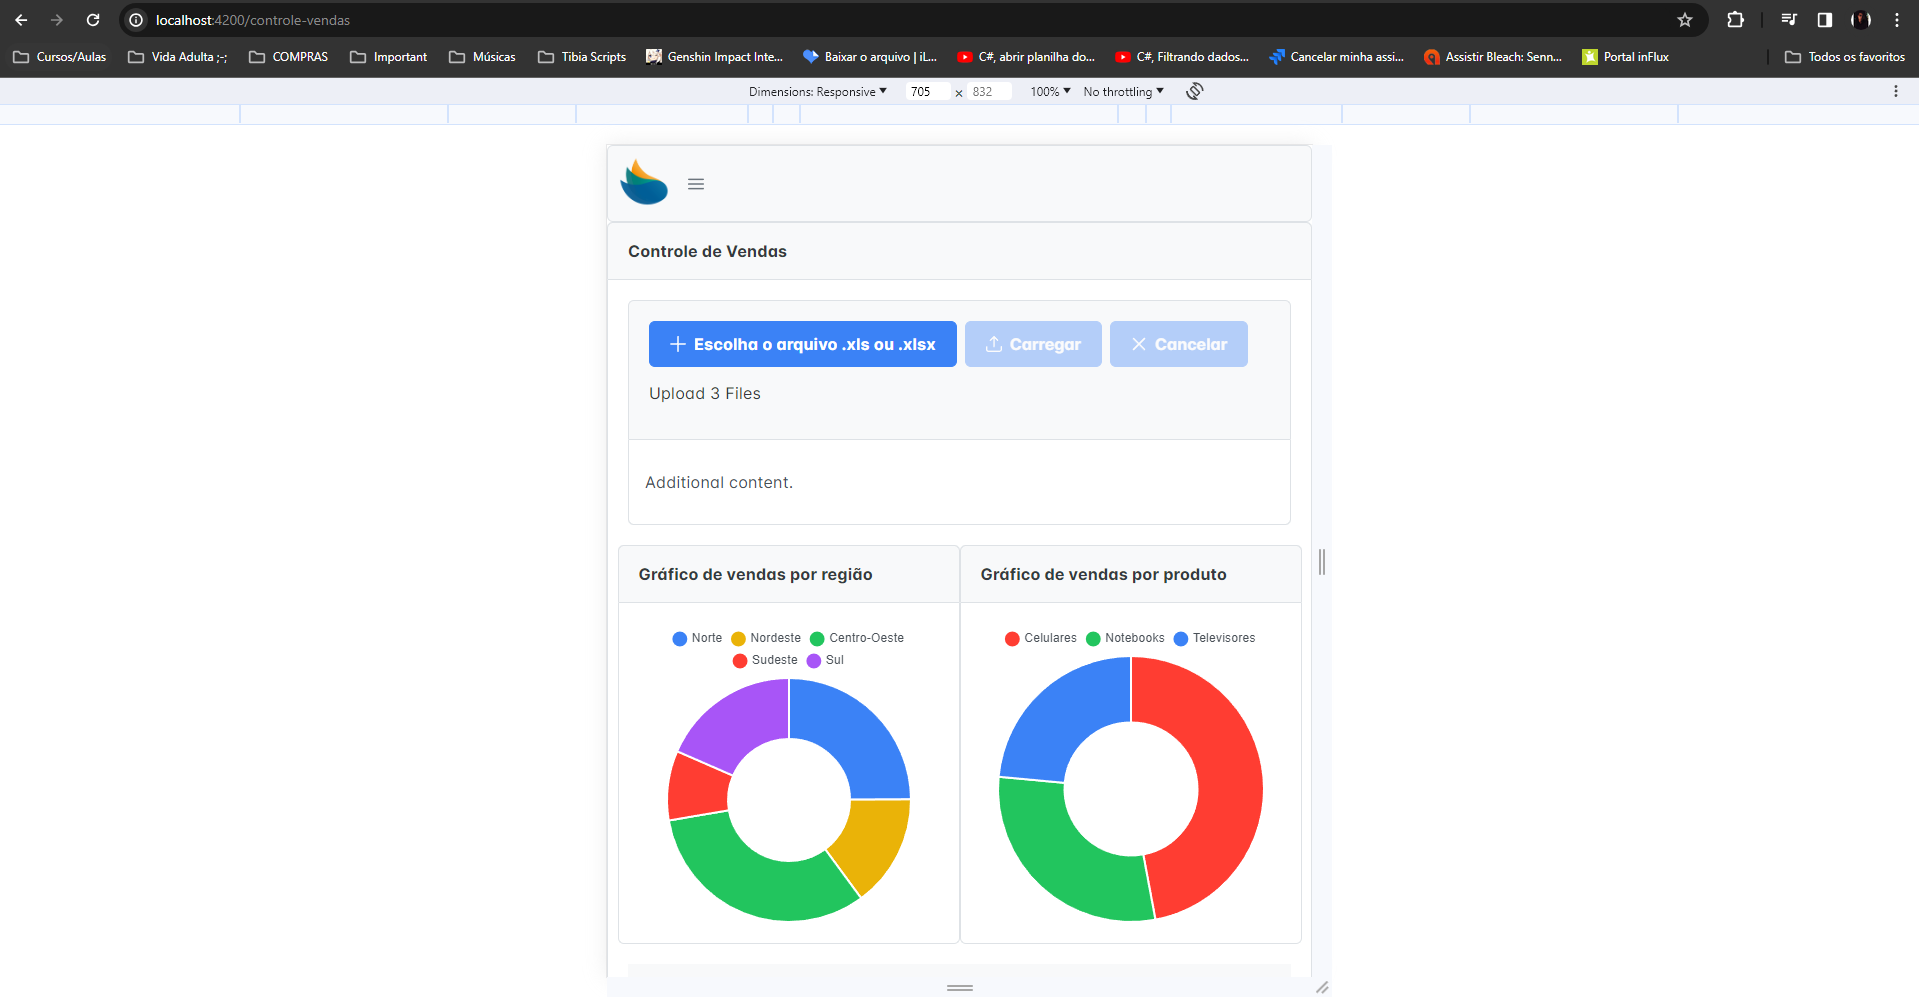 localhost:4200/controle-vendas
Cursos/Aulas Vida Adulta ;-; COMPRAS Important Músicas Tibia Scripts Genshin Impact Inte... Baixar o arquivo | iL... C#, abrir planilha do... C#, Filtrando dados... Cancelar minha assi... Assistir Bleach: Senn... Portal inFlux Todos os favoritos
Dimensions: Responsive 705 x 832 100% No throttling
Controle de Vendas
Escolha o arquivo .xls ou .xlsx Carregar Cancelar
Upload 3 Files
Additional content.
Gráfico de vendas por região Gráfico de vendas por produto
Norte Nordeste Centro-Oeste Celulares Notebooks Televisores
Sudeste Sul